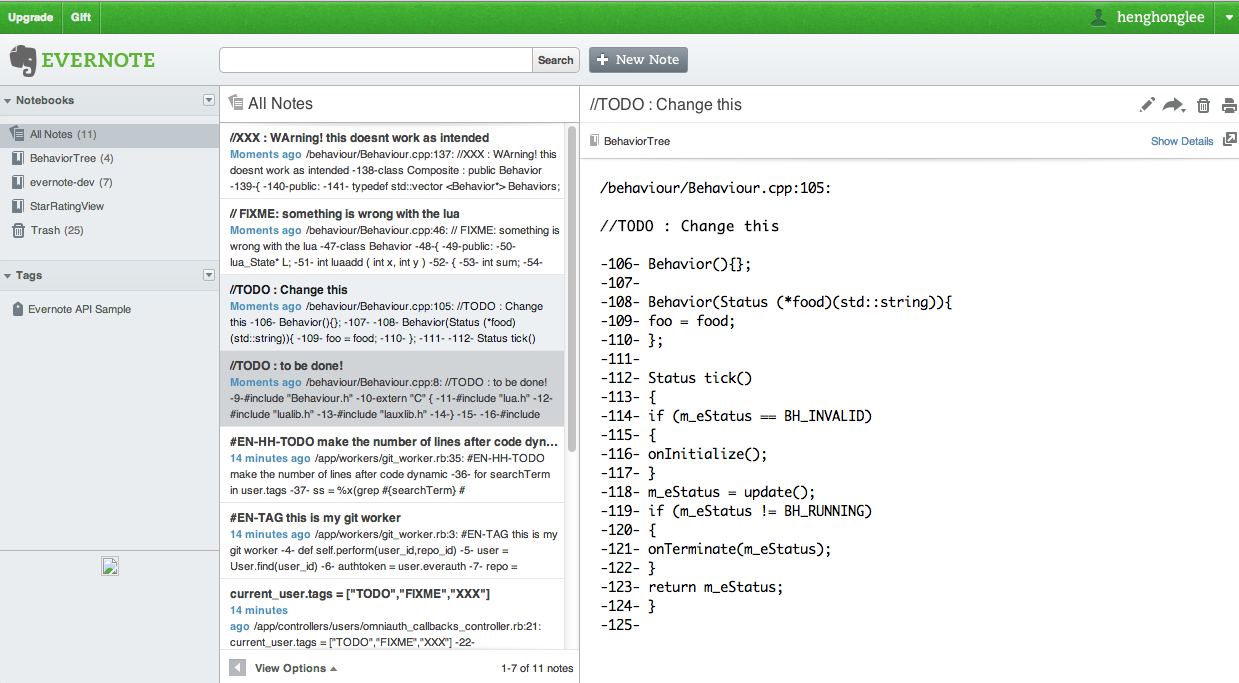 Upgrade
Gift
henghonglee
EVERNOTE
Search
+ New Note
Notebooks
All Notes (11)
BehaviorTree (4)
evernote-dev (7)
StarRatingView
Trash (25)
Tags
Evernote API Sample
All Notes
//XXX : WArning! this doesnt work as intended
Moments ago /behaviour/Behaviour.cpp:137: //XXX : WArning! this
doesnt work as intended -138-class Composite : public Behavior
-139-{ -140-public: -141- typedef std::vector <Behavior*> Behaviors;
// FIXME: something is wrong with the lua
Moments ago /behaviour/Behaviour.cpp:46: // FIXME: something is
wrong with the lua -47-class Behavior -48-{ -49-public: -50-
lua_State* L; -51- int luaadd ( int x, int y ) -52- { -53- int sum; -54-
//TODO : Change this
Moments ago /behaviour/Behaviour.cpp:105: //TODO : Change
this -106- Behavior(){}; -107- -108- Behavior(Status (*food)
(std::string)){ -109- foo = food; -110- }; -111- -112- Status tick()
//TODO : to be done!
Moments ago /behaviour/Behaviour.cpp:8: //TODO : to be done!
-9-#include "Behaviour.h" -10-extern "C" { -11-#include "lua.h" -12-
#include "lualib.h" -13-#include "lauxlib.h" -14-} -15- -16-#include
#EN-HH-TODO make the number of lines after code dyn...
14 minutes ago /app/workers/git_worker.rb:35: #EN-HH-TODO
make the number of lines after code dynamic -36- for searchTerm
in user.tags -37- ss = %x(grep #{searchTerm} #
#EN-TAG this is my git worker
14 minutes ago /app/workers/git_worker.rb:3: #EN-TAG this is my
git worker -4- def self.perform(user_id,repo_id) -5- user =
User.find(user_id) -6- authtoken = user.everauth -7- repo =
current_user.tags = ["TODO","FIXME","XXX"]
14 minutes
ago /app/controllers/users/omniauth_callbacks_controller.rb:21:
current_user.tags = ["TODO","FIXME","XXX"] -22-
View Options
1-7 of 11 notes
//TODO : Change this
BehaviorTree
Show Details
/behaviour/Behaviour.cpp:105:
//TODO : Change this
-106- Behavior(){};
-107-
-108- Behavior(Status (*food)(std::string)){
-109- foo = food;
-110- };
-111-
-112- Status tick()
-113- {
-114- if (m_eStatus == BH_INVALID)
-115- {
-116- onInitialize();
-117- }
-118- m_eStatus = update();
-119- if (m_eStatus != BH_RUNNING)
-120- {
-121- onTerminate(m_eStatus);
-122- }
-123- return m_eStatus;
-124- }
-125-